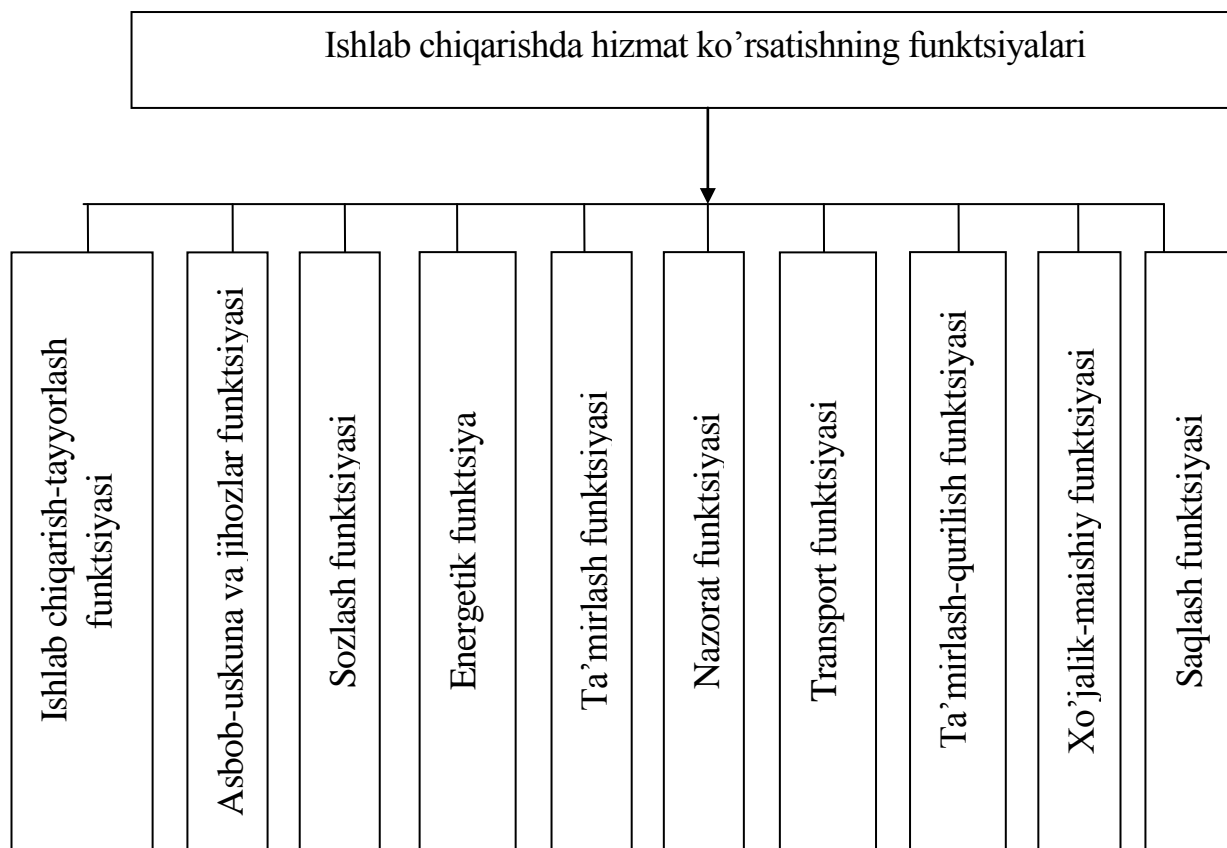 Ishlab chiqarishda hizmat ko’rsatishning funktsiyalari
Ishlab chiqarish-tayyorlash
funktsiyasi
Asbob-uskuna va jihozlar funktsiyasi
Sozlash funktsiyasi
Energetik funktsiya
Ta’mirlash funktsiyasi
Nazorat funktsiyasi
Transport funktsiyasi
Ta’mirlash-qurilish funktsiyasi
Xo’jalik-maishiy funktsiyasi
Saqlash funktsiyasi